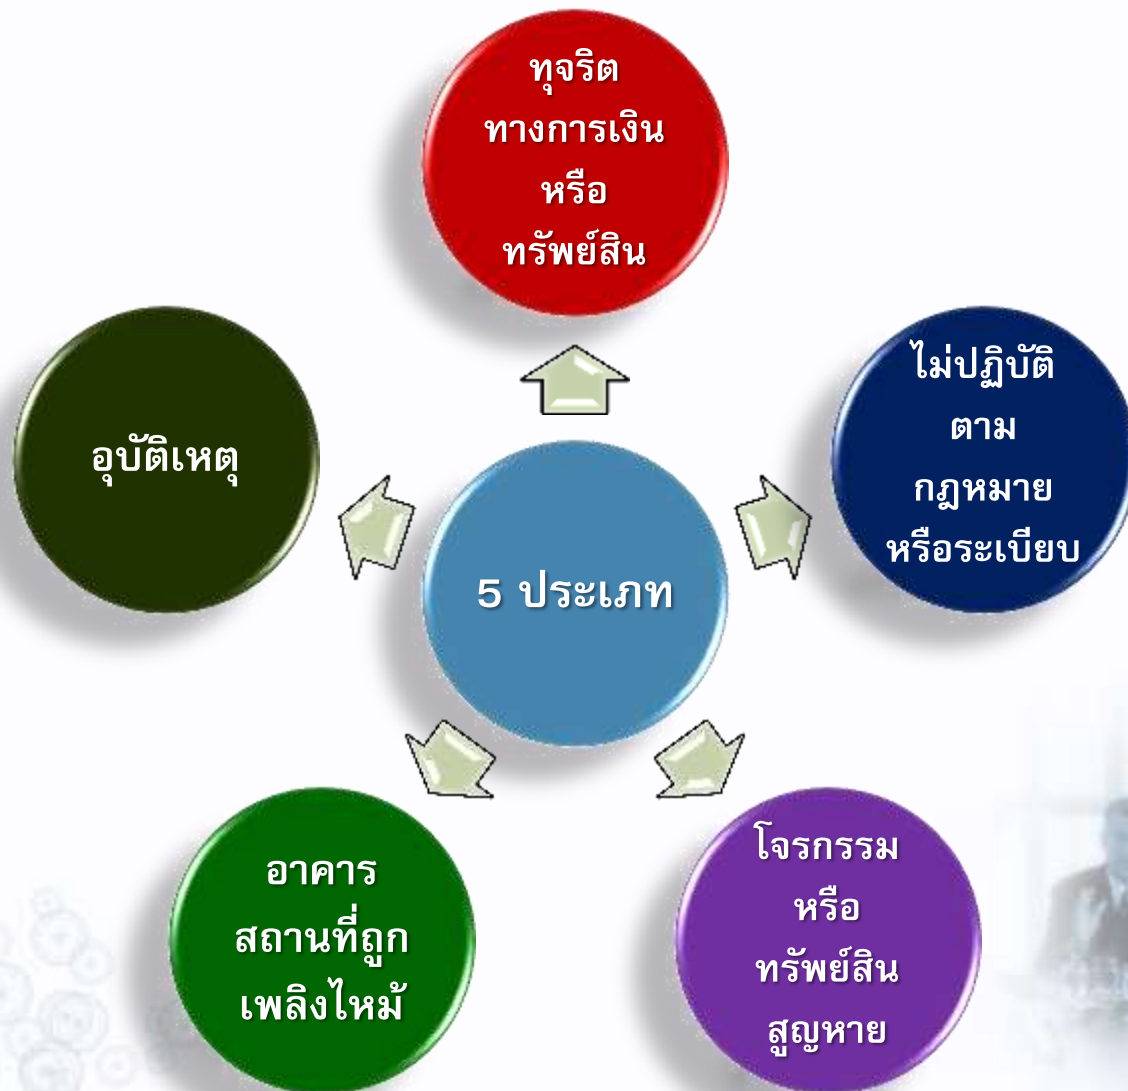 ทุจริต
ทางการเงิน
หรือ
ทรัพย์สิน
ไม่ปฏิบัติ
ตาม
กฎหมาย
หรือระเบียบ
อุบัติเหตุ
5 ประเภท
อาคาร
สถานที่ถูก
เพลิงไหม้
โจรกรรม
หรือ
ทรัพย์สิน
สูญหาย